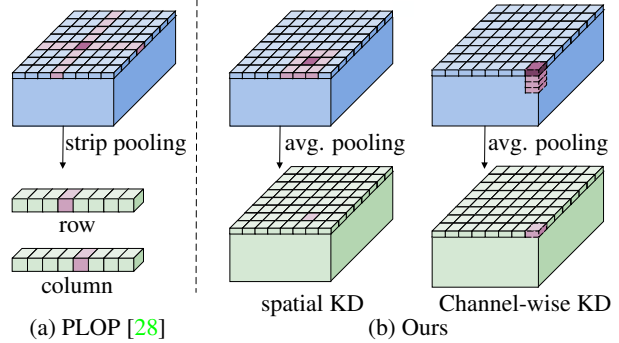 strip pooling
row
column
(a) PLOP [28]
avg. pooling
avg. pooling
spatial KD
Channel-wise KD
(b) Ours